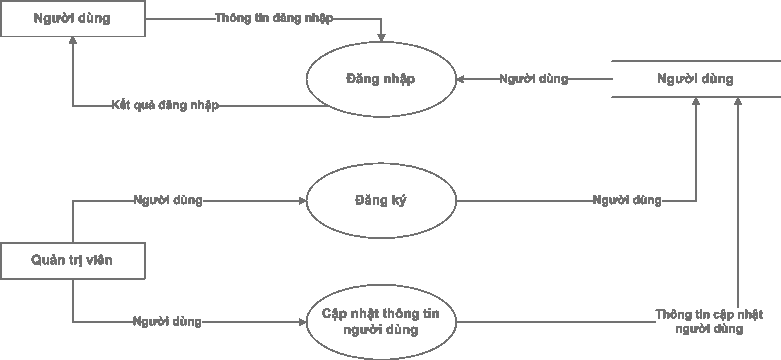 Người dùng
Thông tin đăng nhập
Đăng nhập
Người dùng
Người dùng
Kết quả đăng nhập
Người dùng
Đăng ký
Người dùng
Quản trị viên
Người dùng
Cập nhật thông tin
người dùng
Thông tin cập nhật
người dùng